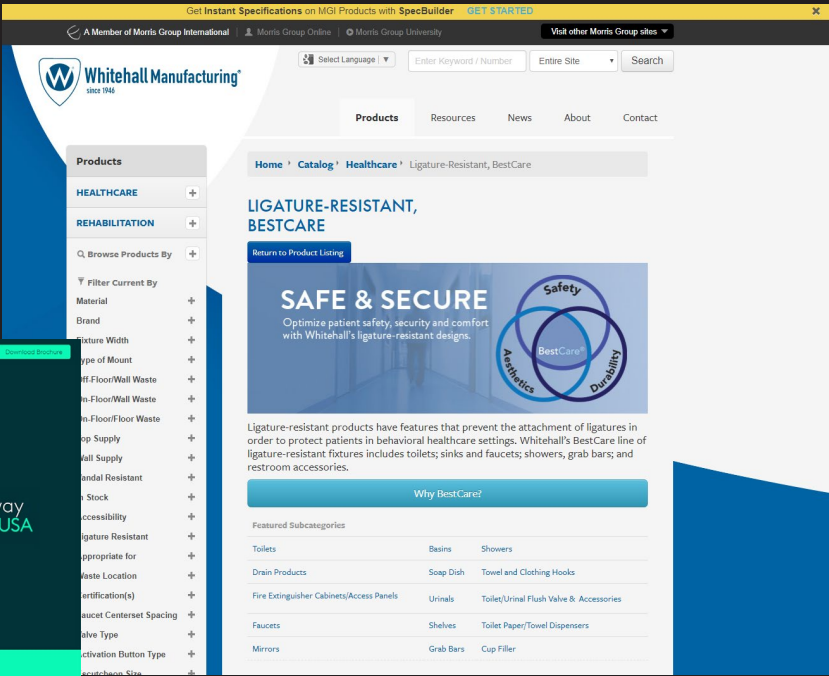 Get Instant Specifications on MGI Products with SpecBuilder GET STARTED
A Member of Morris Group International Morris Group Online Morris Group University Visit other Morris Group sites
Select Language Enter Keyword / Number Entire Site Search
W Whitehall Manufacturing®
since 1946
Products Resources News About Contact
Products
HEALTHCARE +
REHABILITATION +
Browse Products By +
Filter Current By
Material +
Brand +
Fixture Width +
ype of Mount +
Off-Floor/Wall Waste +
On-Floor/Wall Waste +
On-Floor/Floor Waste +
op Supply +
Wall Supply +
Vandal Resistant +
n Stock +
ccessibility +
igature Resistant +
ppropriate for +
Waste Location +
ertification(s) +
aucet Centerset Spacing +
alve Type +
ctivation Button Type +
scutcheon Size +
Download Brochure
way
USA
Home Catalog Healthcare Ligature-Resistant, BestCare
LIGATURE-RESISTANT,
BESTCARE
Return to Product Listing
SAFE & SECURE
Optimize patient safety, security and comfort
with Whitehall's ligature-resistant designs.
Safety
BestCare®
Aesthetics
Durability
Ligature-resistant products have features that prevent the attachment of ligatures in
order to protect patients in behavioral healthcare settings. Whitehall's BestCare line of
ligature-resistant fixtures includes toilets; sinks and faucets; showers, grab bars; and
restroom accessories.
Why BestCare?
Featured Subcategories
Toilets Basins Showers
Drain Products Soap Dish Towel and Clothing Hooks
Fire Extinguisher Cabinets/Access Panels Urinals Toilet/Urinal Flush Valve & Accessories
Faucets Shelves Toilet Paper/Towel Dispensers
Mirrors Grab Bars Cup Filler